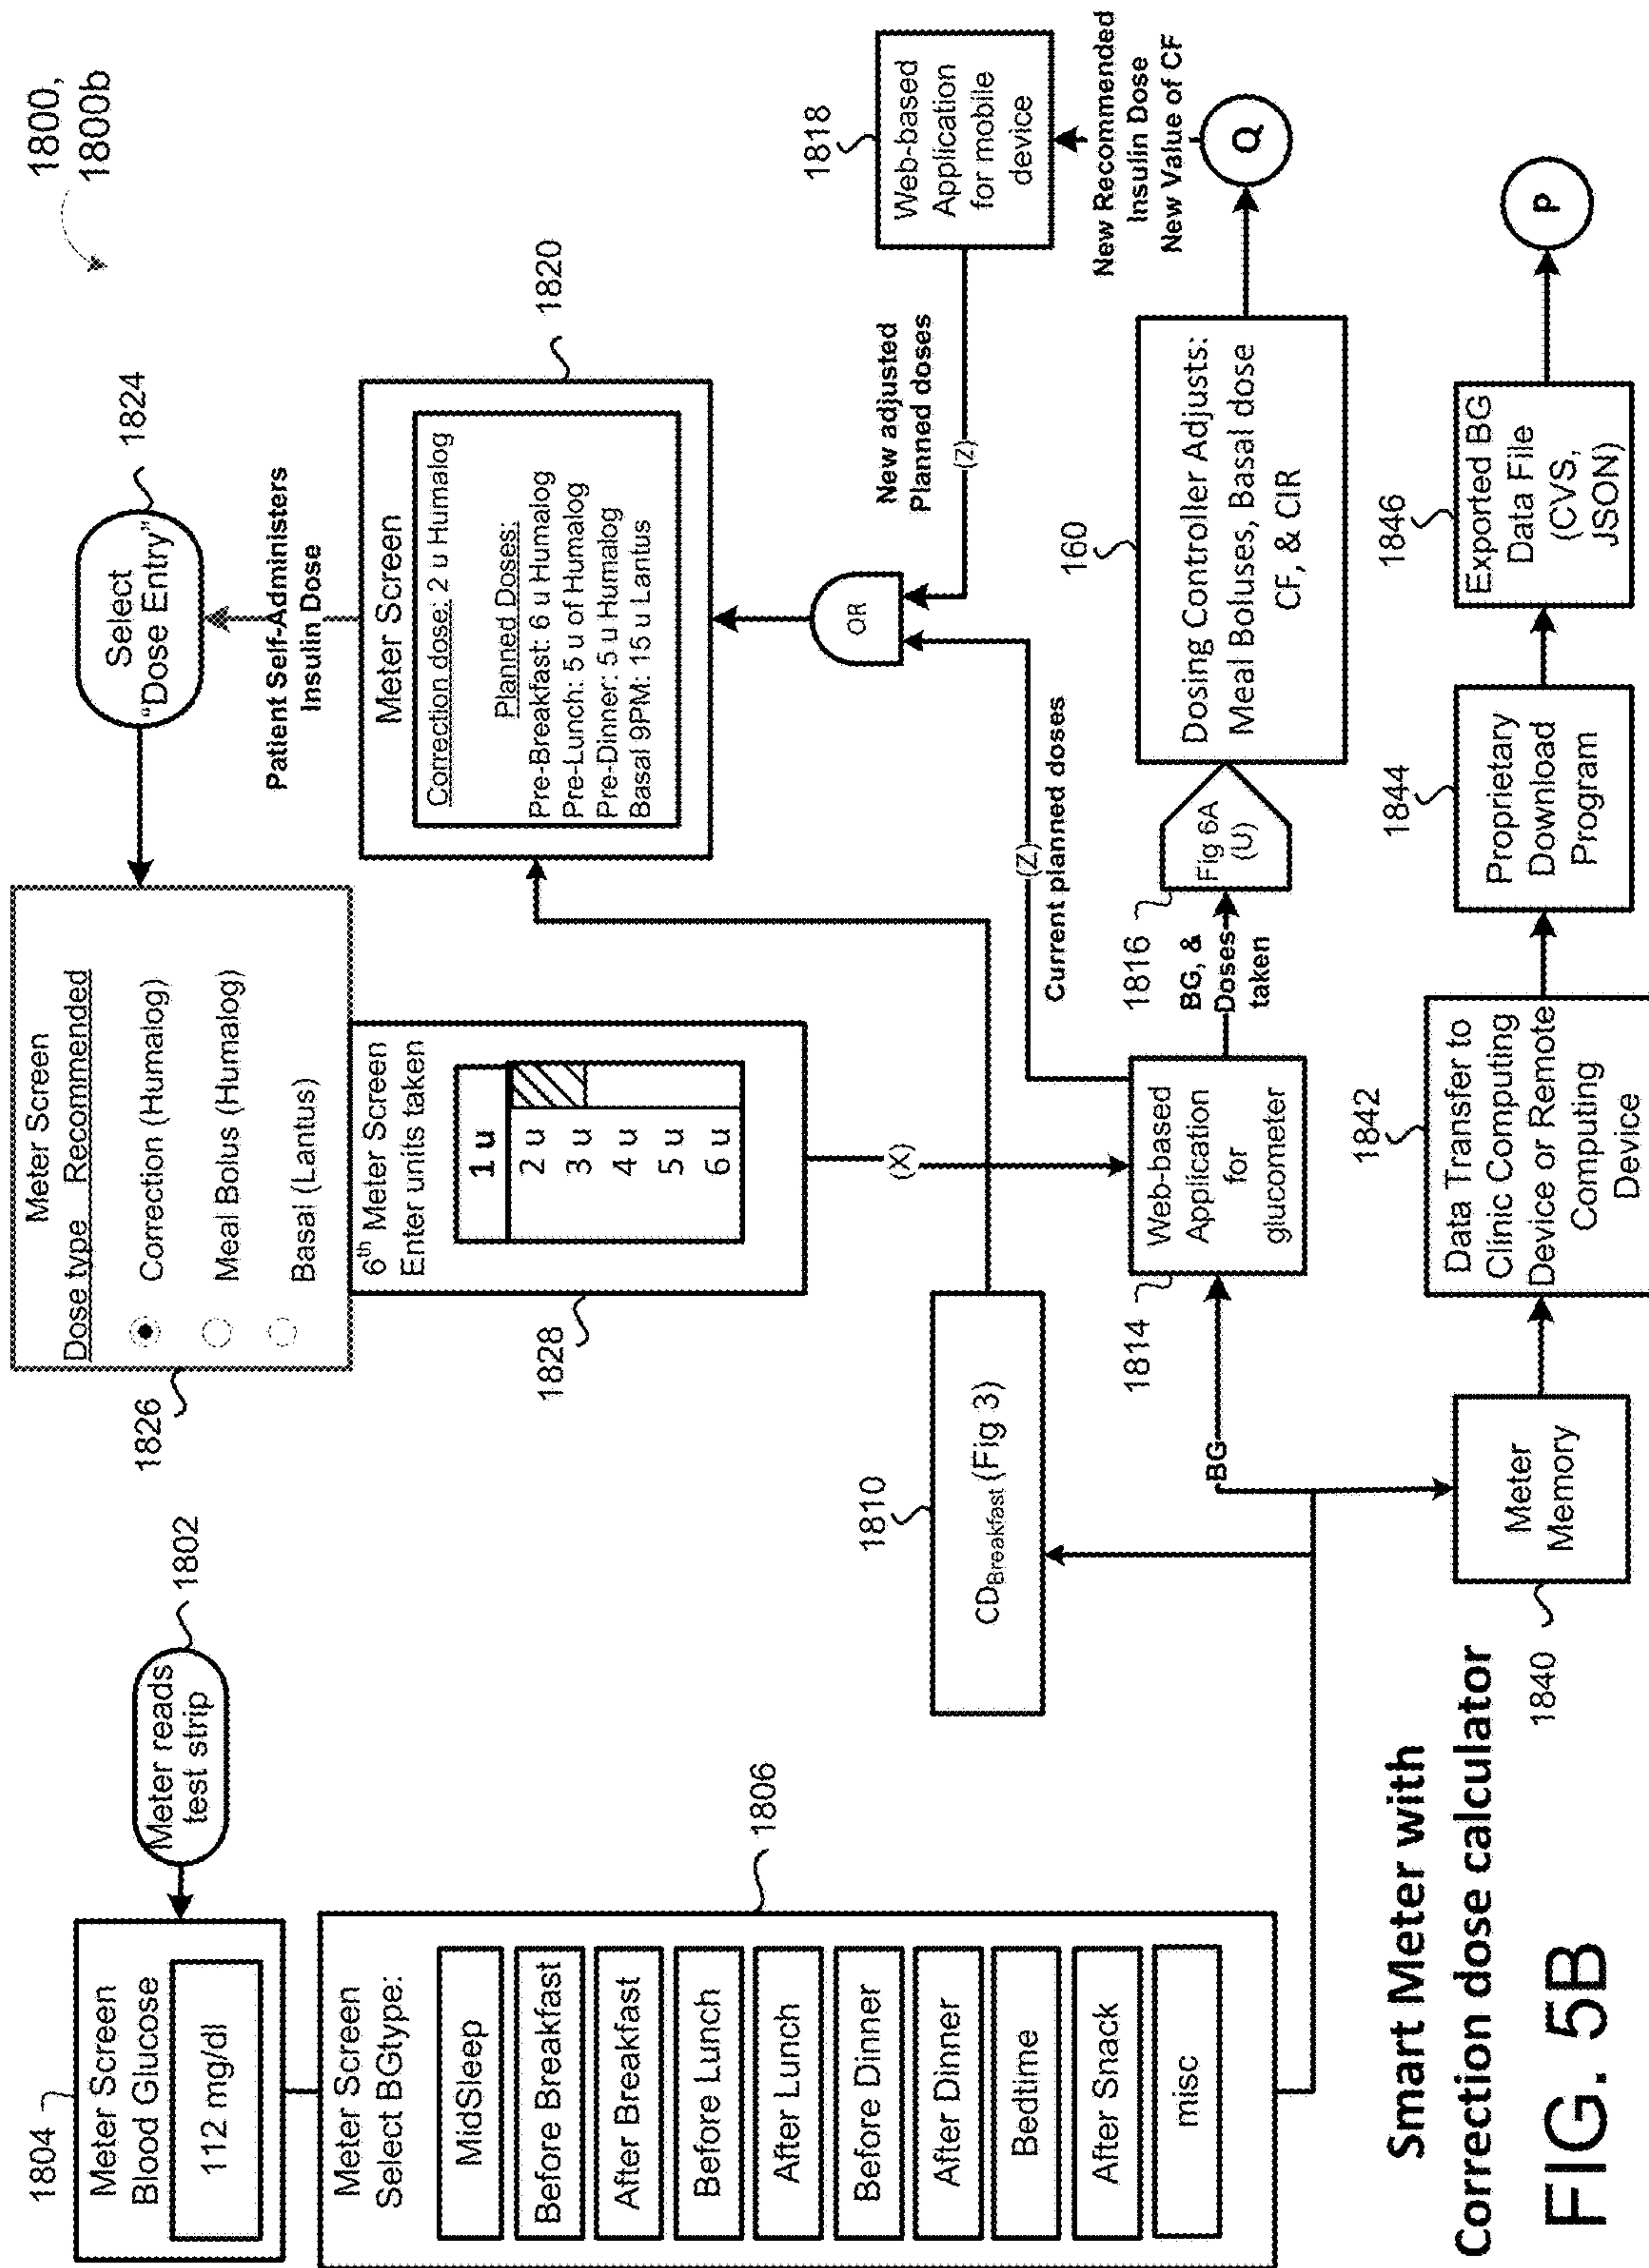 1800,
1800b
1804
Meter Screen
Blood Glucose
112 mg/dl
Meter reads
test strip
1802
Meter Screen
Select BGtype:
MidSleep
Before Breakfast
After Breakfast
Before Lunch
After Lunch
Before Dinner
After Dinner
Bedtime
After Snack
misc
1806
1826
Meter Screen
Dose type Recommended
Correction (Humalog)
Meal Bolus (Humalog)
Basal (Lantus)
6th Meter Screen
Enter units taken
1 u
2 u
3 u
4 u
5 u
6 u
1828
Select
“Dose Entry”
1824
Patient Self-Administers
Insulin Dose
Meter Screen
Correction dose: 2 u Humalog
Planned Doses:
Pre-Breakfast: 6 u Humalog
Pre-Lunch: 5 u of Humalog
Pre-Dinner: 5 u Humalog
Basal 9PM: 15 u Lantus
1820
OR
New adjusted
Planned doses
(Z)
1818
Web-based
Application
for mobile
device
New Recommended
Insulin Dose
New Value of CF
Q
1810
CDBreakfast (Fig 3)
(X)
(Z)
Current planned doses
BG
1814
Web-based
Application
for
glucometer
1816
BG, &
Doses
taken
Fig 6A
(U)
160
Dosing Controller Adjusts:
Meal Boluses, Basal dose
CF, & CIR
1840
Meter
Memory
1842
Data Transfer to
Clinic Computing
Device or Remote
Computing
Device
1844
Proprietary
Download
Program
1846
Exported BG
Data File
(CVS,
JSON)
P
Smart Meter with
Correction dose calculator
FIG. 5B